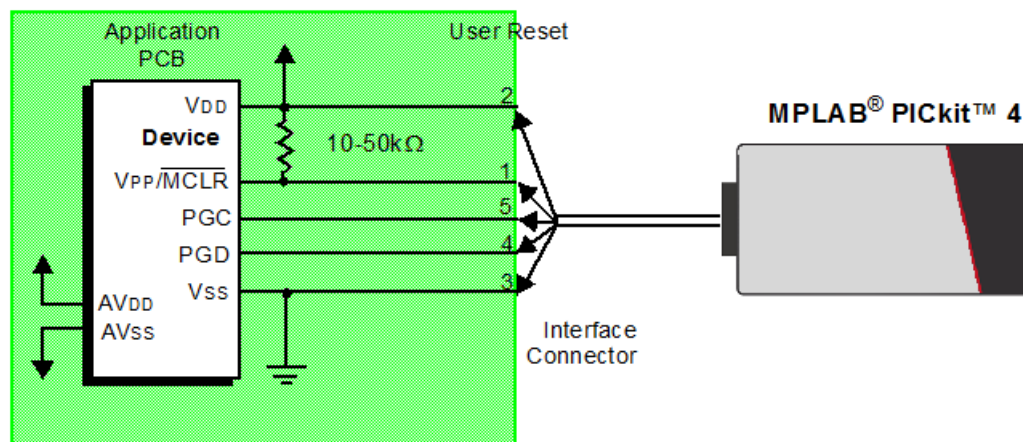 Application
PCB
User Reset
VDD
2
MPLAB® PICkit™ 4
Device
10-50kΩ
VPP/MCLR
1
PGC
5
PGD
4
VSS
3
AVDD
AVSS
Interface
Connector